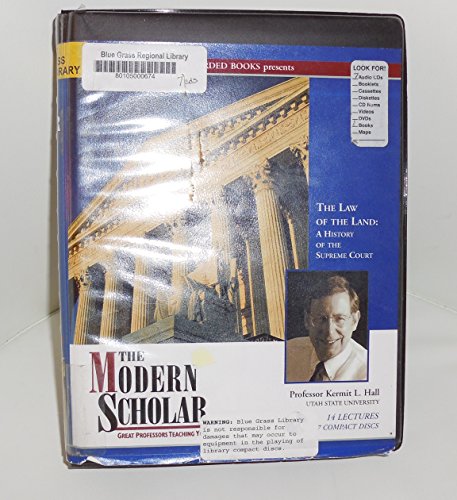 SS
LIBRARY
Blue Grass Regional Library
80105000674
RDED BOOKS presents
LOOK FOR!
Audio CDs
Booklets
Cassettes
Diskettes
CD Roms
Videos
DVDs
Books
Maps
THE LAW
OF THE LAND:
A HISTORY
OF THE
SUPREME COURT
Professor Kermit L. Hall
UTAH STATE UNIVERSITY
14 LECTURES
7 COMPACT DISCS
THE
MODERN
SCHOLAR
GREAT PROFESSORS TEACHING Y
WARNING: Blue Grass Library
is not responsible for
damages that may occur to
equipment in the playing of
library compact discs.